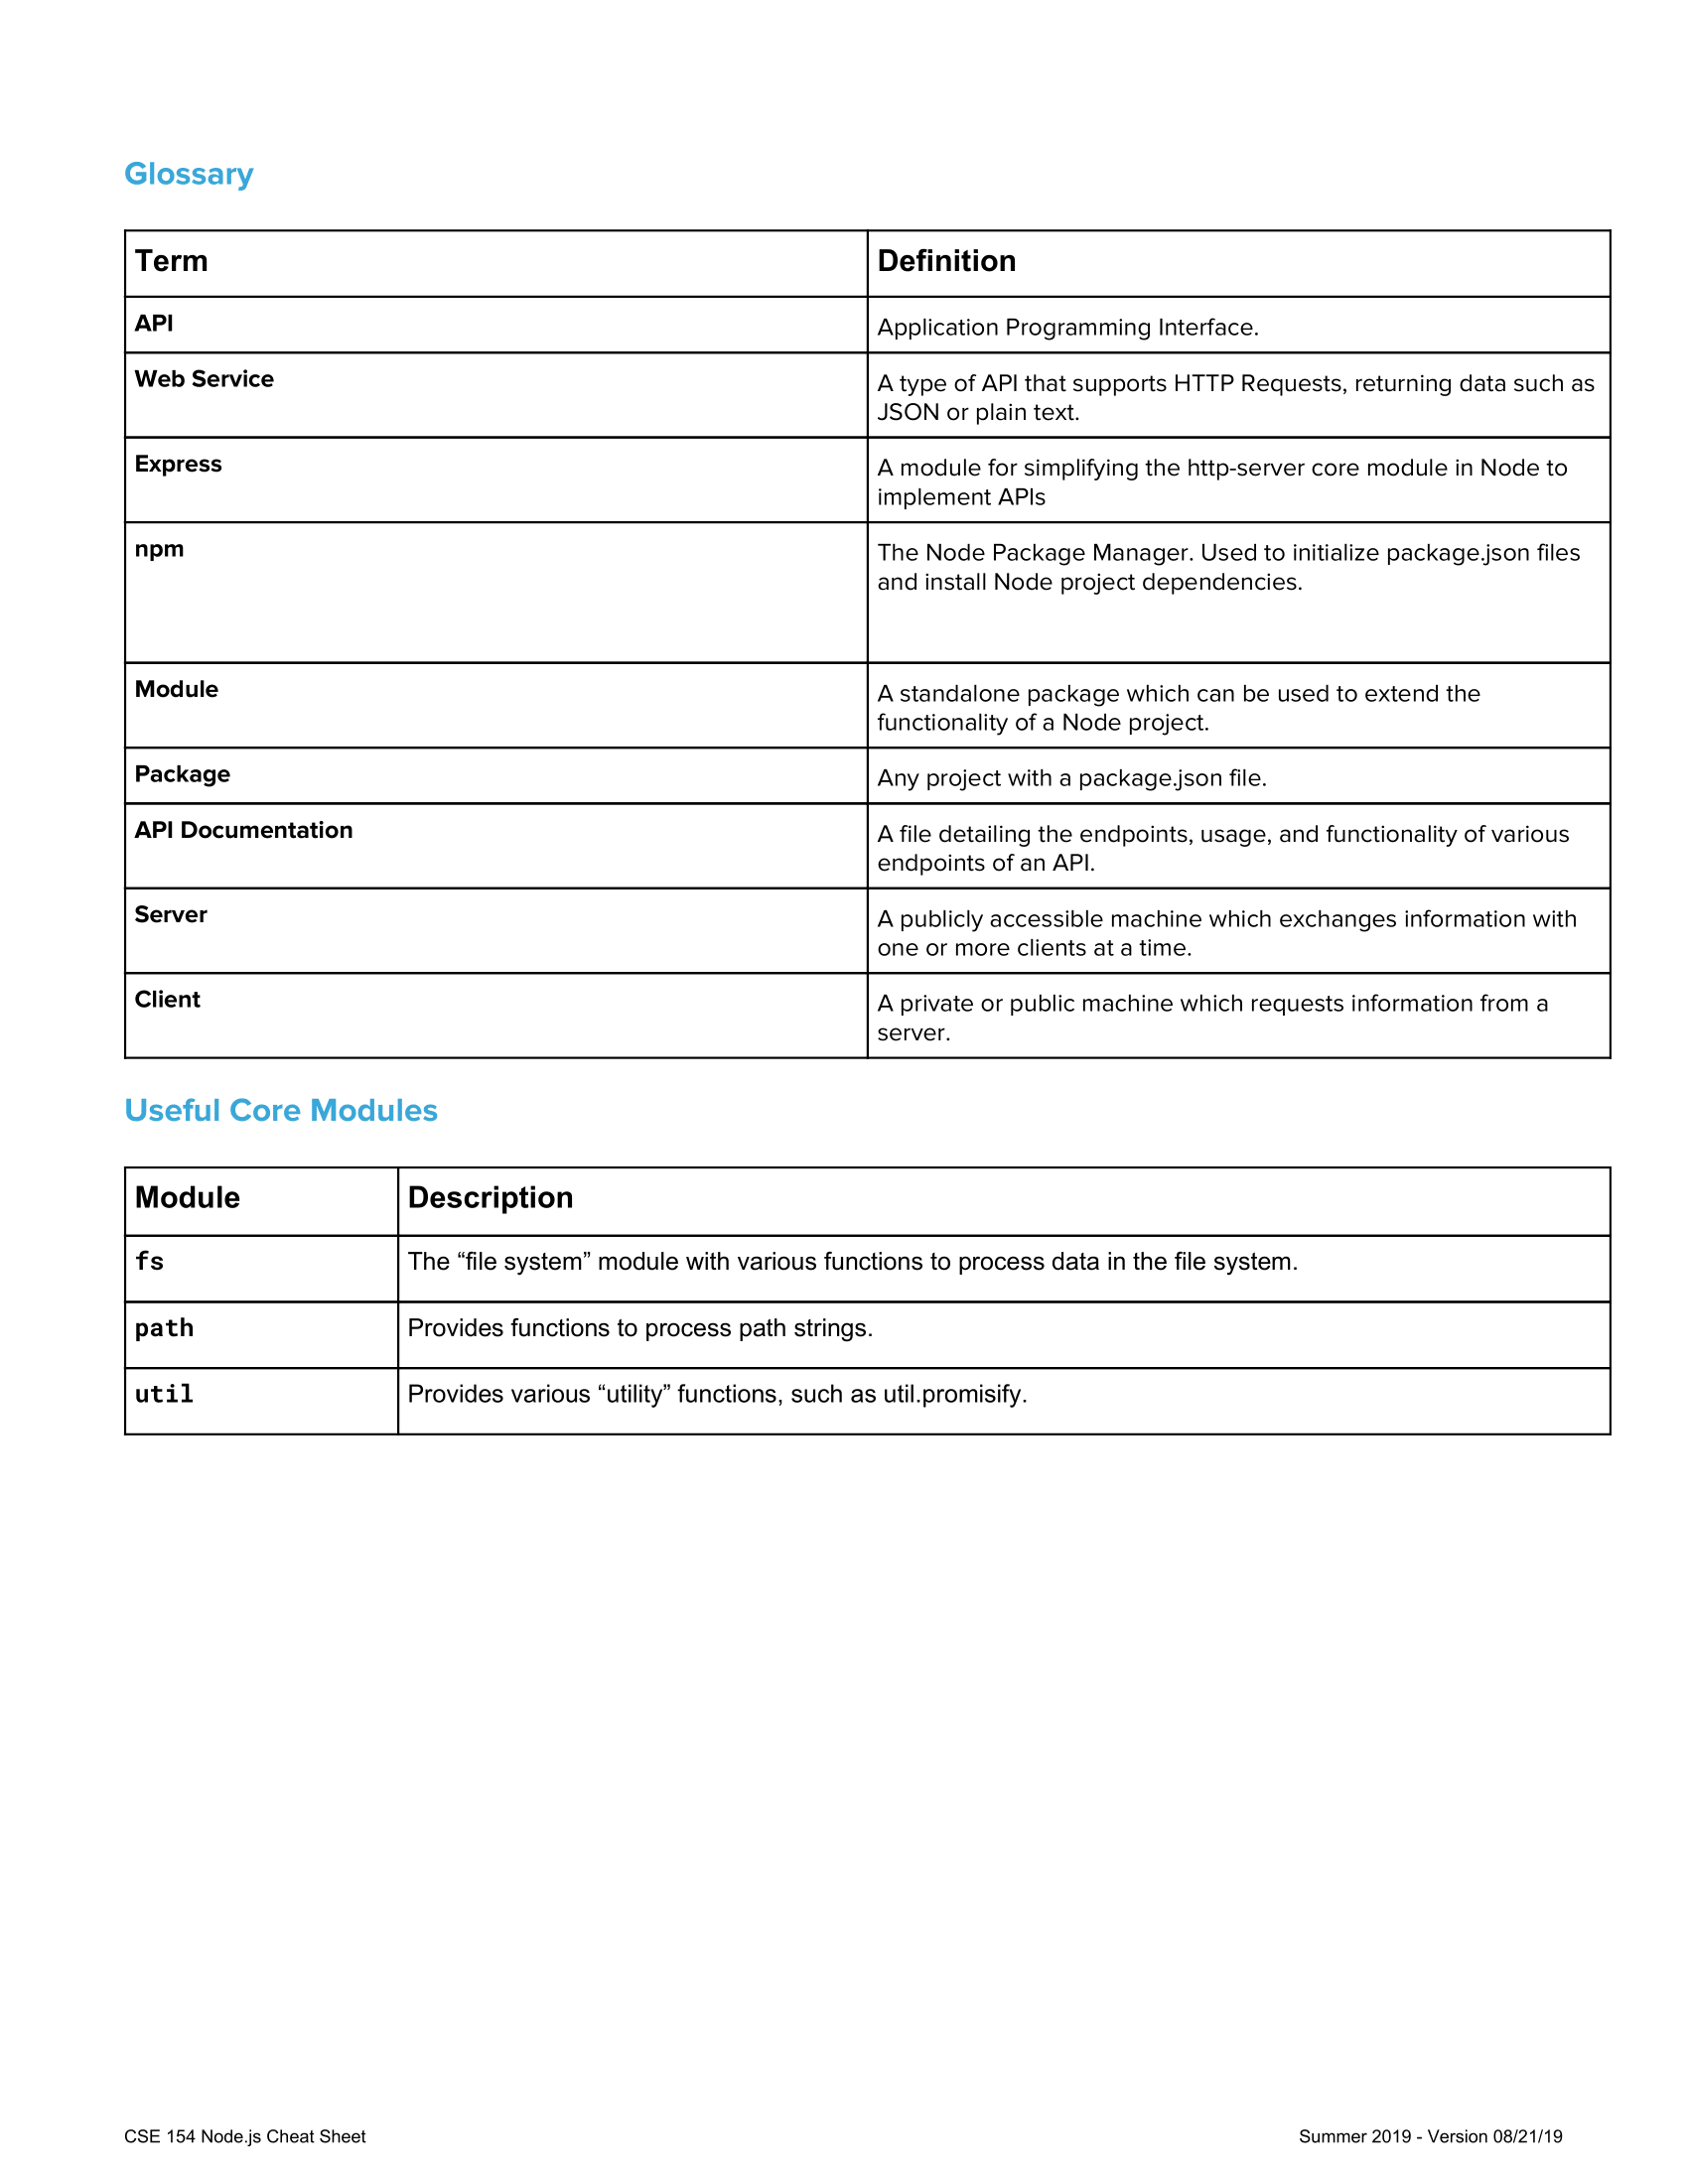 Glossary
Term
Definition
API
Application Programming Interface.
Web Service
A type of API that supports HTTP Requests, returning data such as
JSON or plain text.
Express
A module for simplifying the http-server core module in Node to
implement APIs
npm
The Node Package Manager. Used to initialize package.json files
and install Node project dependencies.
Module
A standalone package which can be used to extend the
functionality of a Node project.
Package
Any project with a package.json file.
API Documentation
A file detailing the endpoints, usage, and functionality of various
endpoints of an API.
Server
A publicly accessible machine which exchanges information with
one or more clients at a time.
Client
A private or public machine which requests information from a
server.
Useful Core Modules
Module
Description
fs
The “file system” module with various functions to process data in the file system.
path
Provides functions to process path strings.
util
Provides various “utility” functions, such as util.promisify.
CSE 154 Node.js Cheat Sheet
Summer 2019 - Version 08/21/19